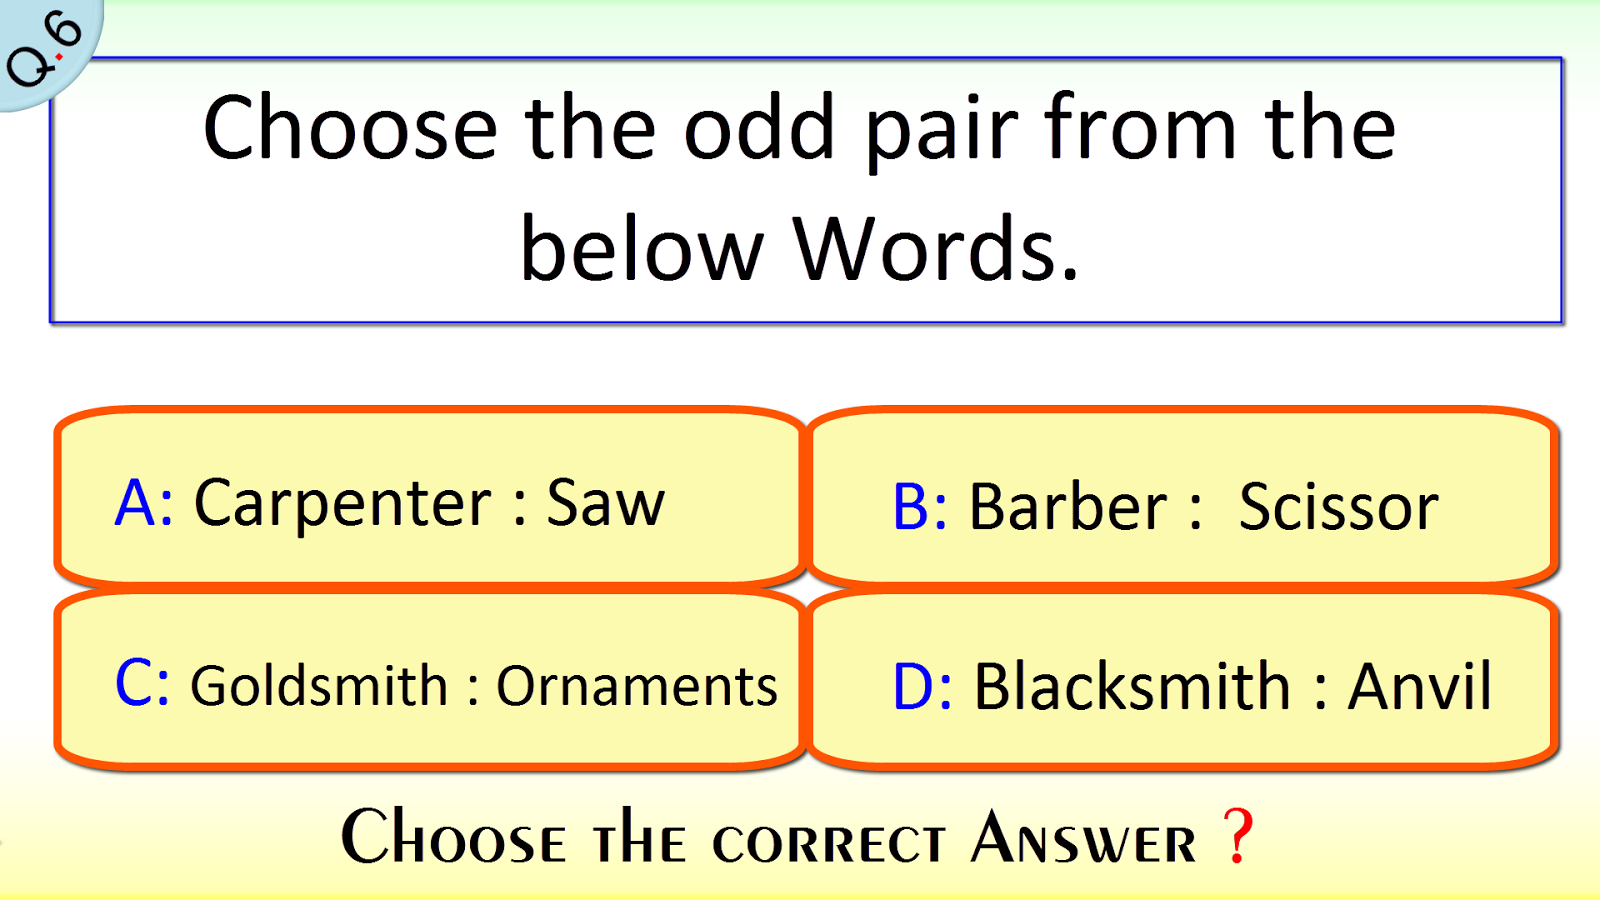 Q.6
Choose the odd pair from the
below Words.
A: Carpenter : Saw
B: Barber : Scissor
C: Goldsmith : Ornaments
D: Blacksmith : Anvil
Choose the correct Answer ?